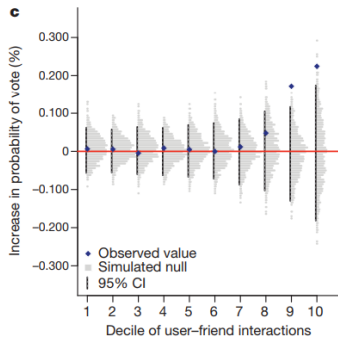 c
Increase in probability of vote (%)
0.300
0.200
0.100
0
−0.100
−0.200
−0.300
Observed value
Simulated null
95% CI
1 2 3 4 5 6 7 8 9 10
Decile of user–friend interactions